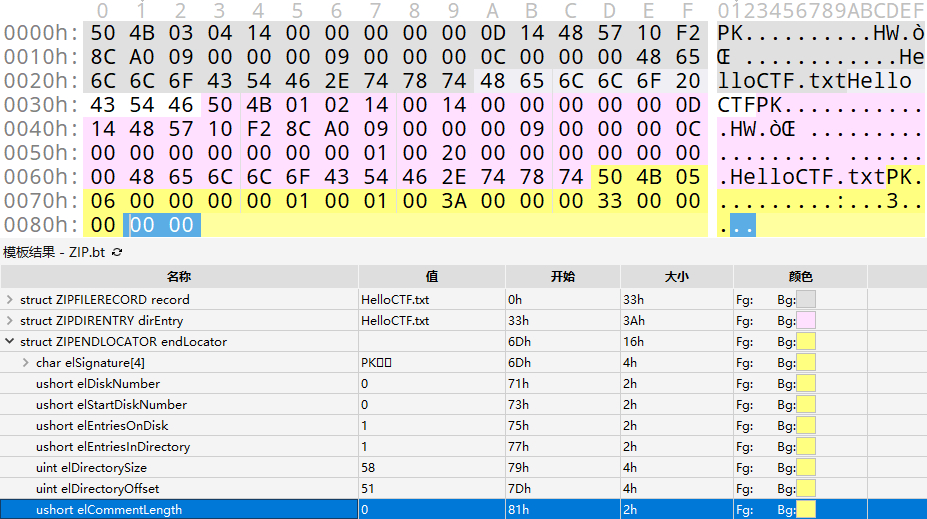 0 1 2 3 4 5 6 7 8 9 A B C D E F 0123456789ABCDEF
0000h: 50 4B 03 04 14 00 00 00 00 00 0D 14 48 57 10 F2 PK..........HW.ò
0010h: 8C A0 09 00 00 00 09 00 00 00 0C 00 00 00 48 65 Œ ............He
0020h: 6C 6C 6F 43 54 46 2E 74 78 74 48 65 6C 6C 6F 20 lloCTF.txtHello
0030h: 43 54 46 50 4B 01 02 14 00 14 00 00 00 00 00 0D CTFPK...........
0040h: 14 48 57 10 F2 8C A0 09 00 00 00 09 00 00 00 0C .HW.òŒ .........
0050h: 00 00 00 00 00 00 00 01 00 20 00 00 00 00 00 00 ......... ......
0060h: 00 48 65 6C 6C 6F 43 54 46 2E 74 78 74 50 4B 05 .HelloCTF.txtPK.
0070h: 06 00 00 00 00 01 00 01 00 3A 00 00 00 33 00 00 .........:...3..
0080h: 00 00 00 ...
模板结果 - ZIP.bt
名称 值 开始 大小 颜色
struct ZIPFILERECORD record HelloCTF.txt 0h 33h Fg: Bg:
struct ZIPDIRENTRY dirEntry HelloCTF.txt 33h 3Ah Fg: Bg:
struct ZIPENDLOCATOR endLocator 6Dh 16h Fg: Bg:
char elSignature[4] PK 6Dh 4h Fg: Bg:
ushort elDiskNumber 0 71h 2h Fg: Bg:
ushort elStartDiskNumber 0 73h 2h Fg: Bg:
ushort elEntriesOnDisk 1 75h 2h Fg: Bg:
ushort elEntriesInDirectory 1 77h 2h Fg: Bg:
uint elDirectorySize 58 79h 4h Fg: Bg:
uint elDirectoryOffset 51 7Dh 4h Fg: Bg:
ushort elCommentLength 0 81h 2h Fg: Bg: